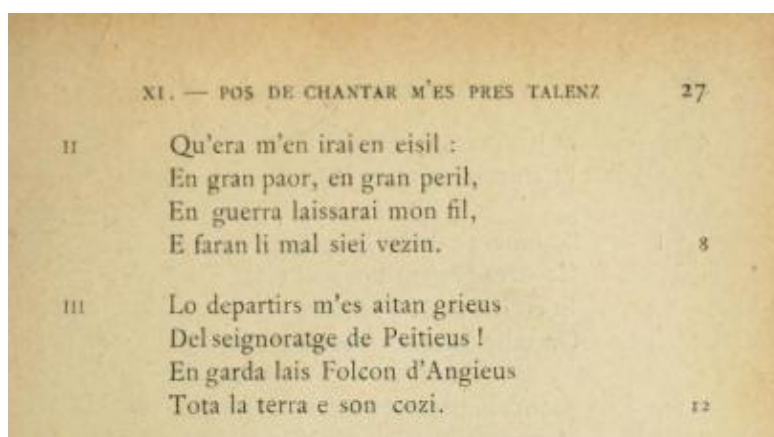 XI. — POS DE CHANTAR M'ES PRES TALENZ 27
II Qu'era m'en irai en eisil :
En gran paor, en gran peril,
En guerra laissarai mon fil,
E faran li mal siei vezin. 8
III Lo departirs m'es aitan grieus
Del seignoratge de Peitieus !
En garda lais Folcon d'Angieus
Tota la terra e son cozi. 12